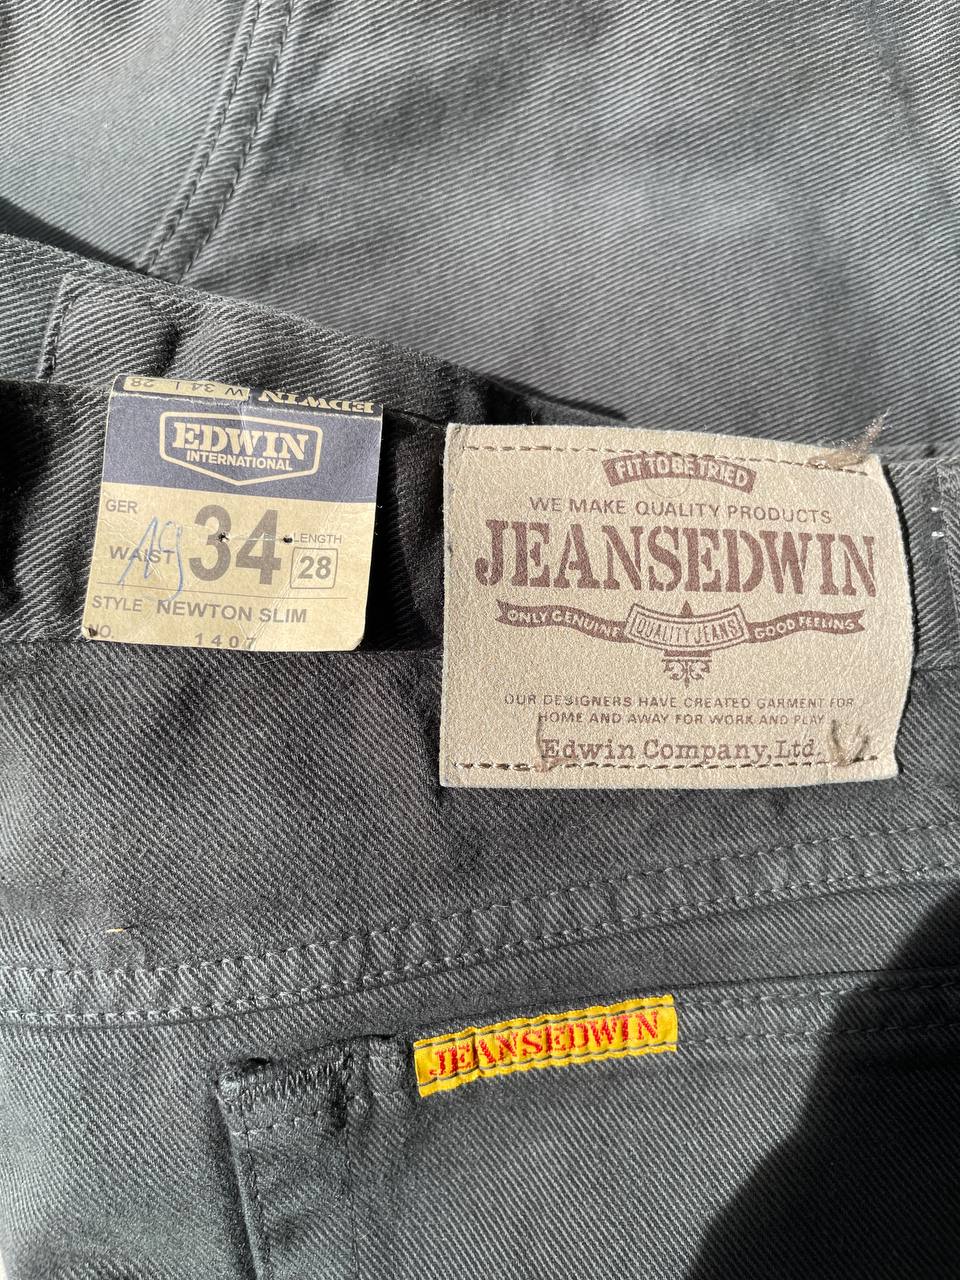 EDWIN
W 34 L 28
EDWIN
INTERNATIONAL
GER
WAIST 34 LENGTH
28
STYLE NEWTON SLIM
NO. 1407
FIT TO BE TRIED
WE MAKE QUALITY PRODUCTS
JEANSEDWIN
ONLY GENUINE QUALITY JEANS GOOD FEELINGS
OUR DESIGNERS HAVE CREATED GARMENT FOR
HOME AND AWAY FOR WORK AND PLAY
Edwin Company, Ltd.
JEANSEDWIN